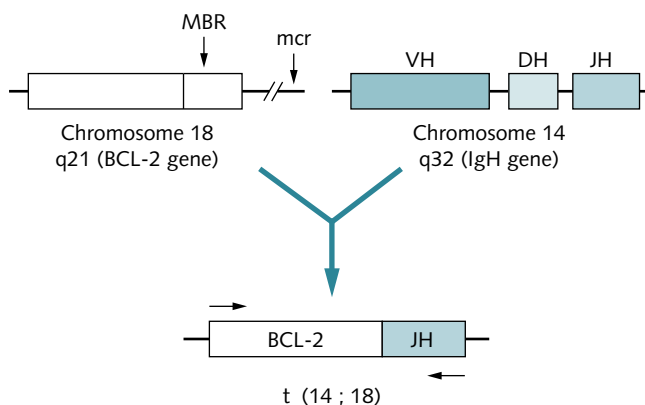 MBR
mcr
VH DH JH
Chromosome 18
q21 (BCL-2 gene)
Chromosome 14
q32 (IgH gene)
BCL-2 JH
t (14 ; 18)